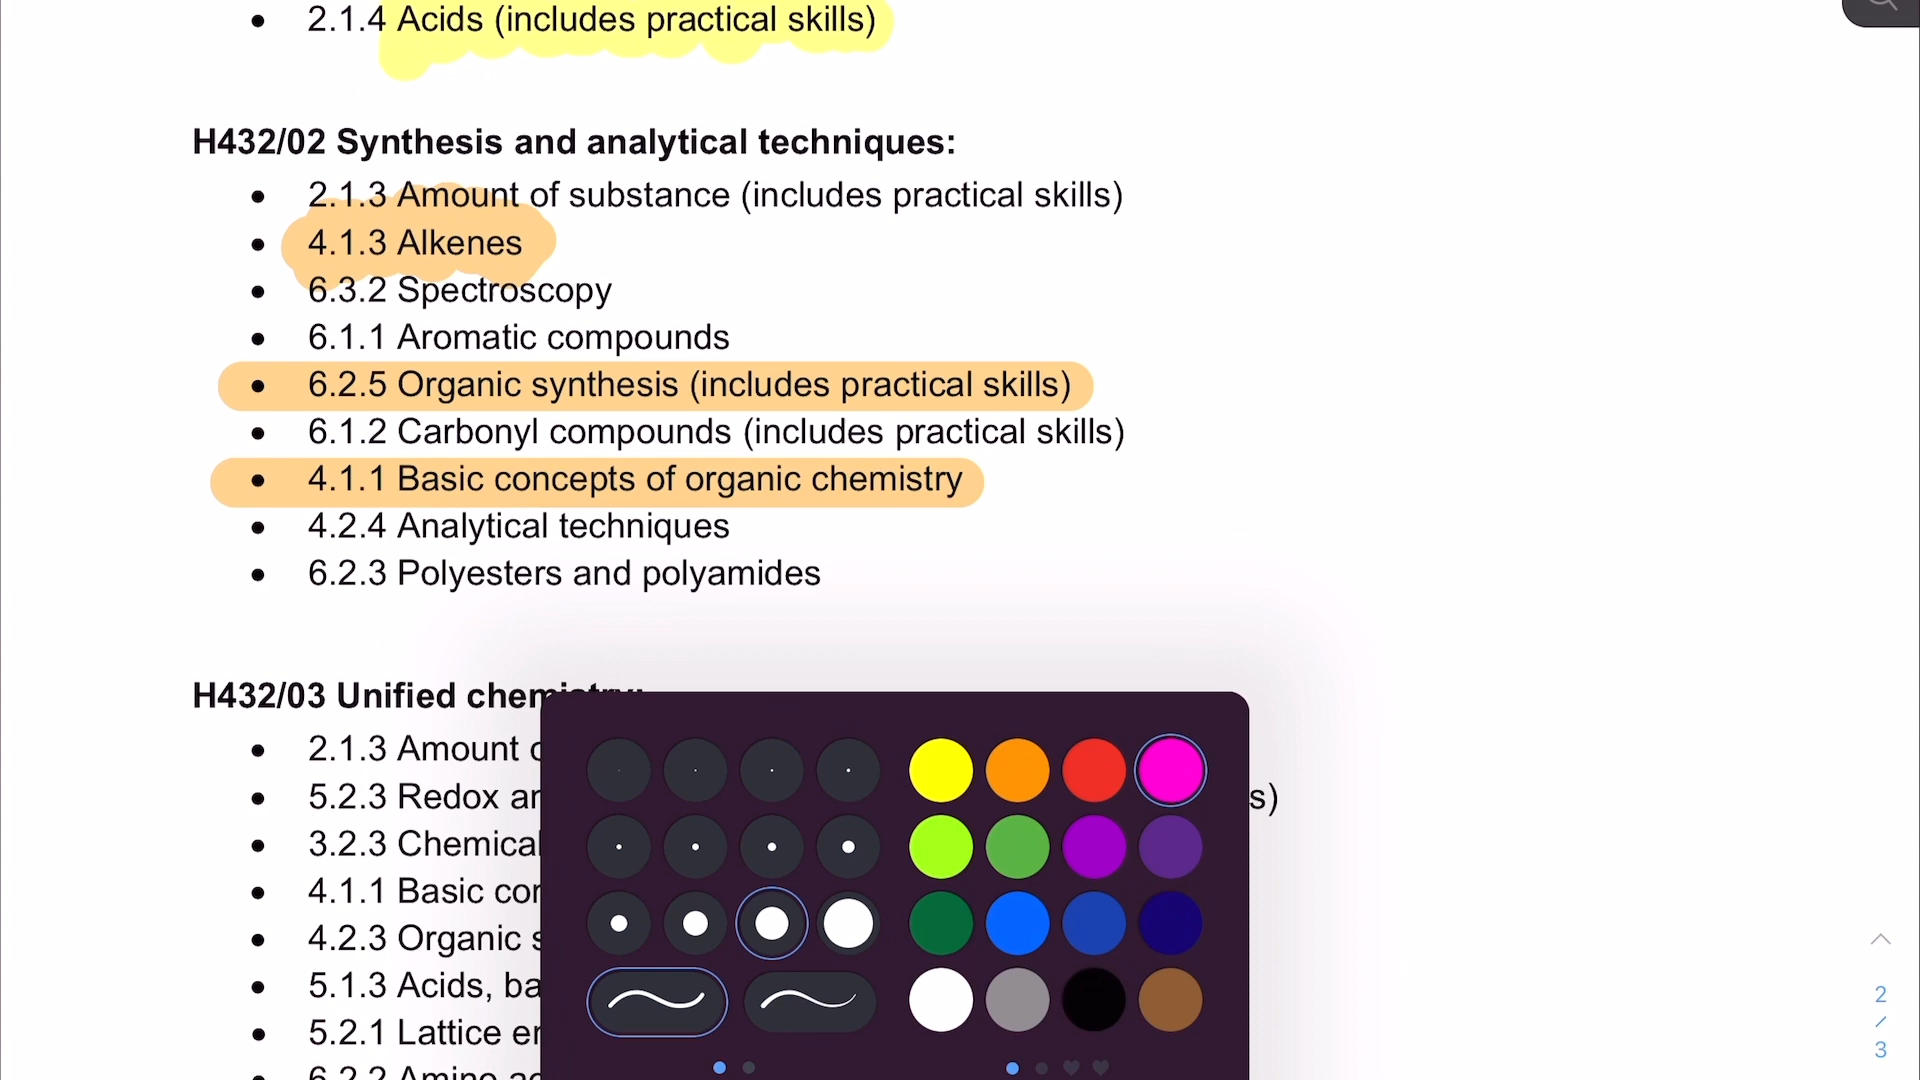 • 2.1.4 Acids (includes practical skills)
H432/02 Synthesis and analytical techniques:
• 2.1.3 Amount of substance (includes practical skills)
• 4.1.3 Alkenes
• 6.3.2 Spectroscopy
• 6.1.1 Aromatic compounds
• 6.2.5 Organic synthesis (includes practical skills)
• 6.1.2 Carbonyl compounds (includes practical skills)
• 4.1.1 Basic concepts of organic chemistry
• 4.2.4 Analytical techniques
• 6.2.3 Polyesters and polyamides
H432/03 Unified chemistry:
• 2.1.3 Amount
• 5.2.3 Redox s)
• 3.2.3 Chemical
• 4.1.1 Basic
• 4.2.3 Organic
• 5.1.3 Acids,
• 5.2.1 Lattice
• 6.2.2 Amino
2
/
3